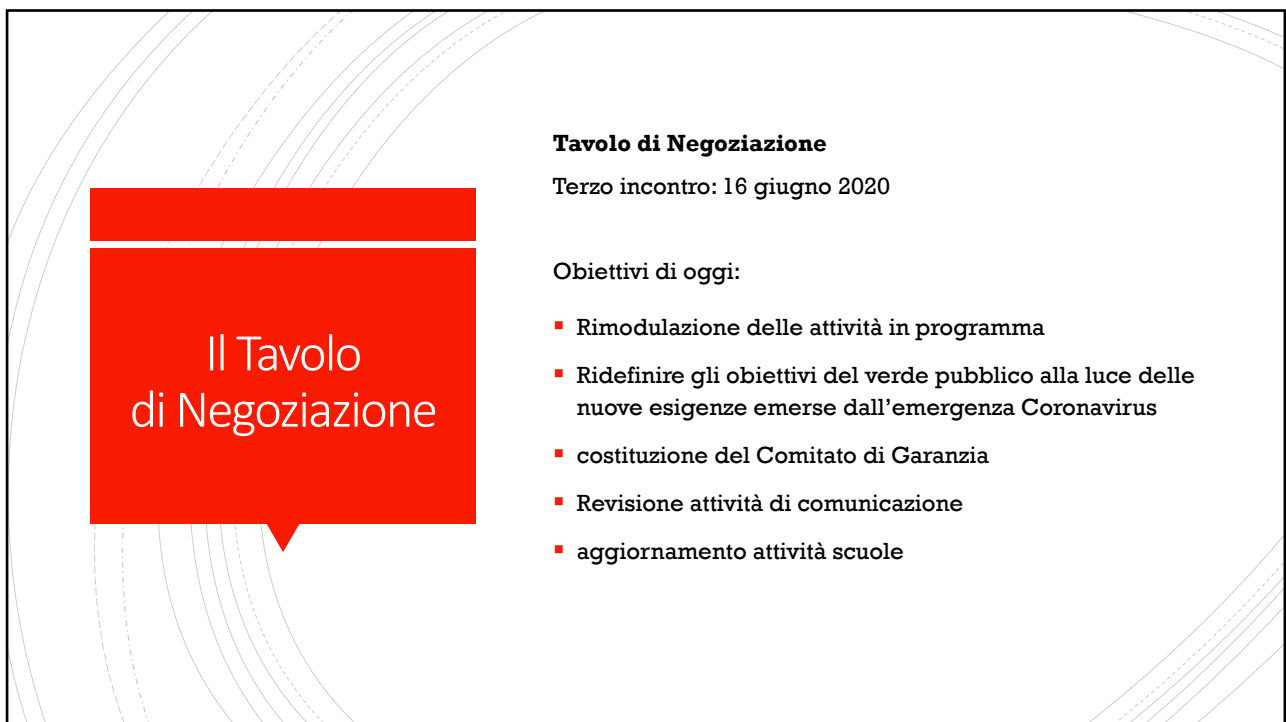 Il Tavolo
di Negoziazione
Tavolo di Negoziazione
Terzo incontro: 16 giugno 2020
Obiettivi di oggi:
▪ Rimodulazione delle attività in programma
▪ Ridefinire gli obiettivi del verde pubblico alla luce delle
nuove esigenze emerse dall’emergenza Coronavirus
▪ costituzione del Comitato di Garanzia
▪ Revisione attività di comunicazione
▪ aggiornamento attività scuole